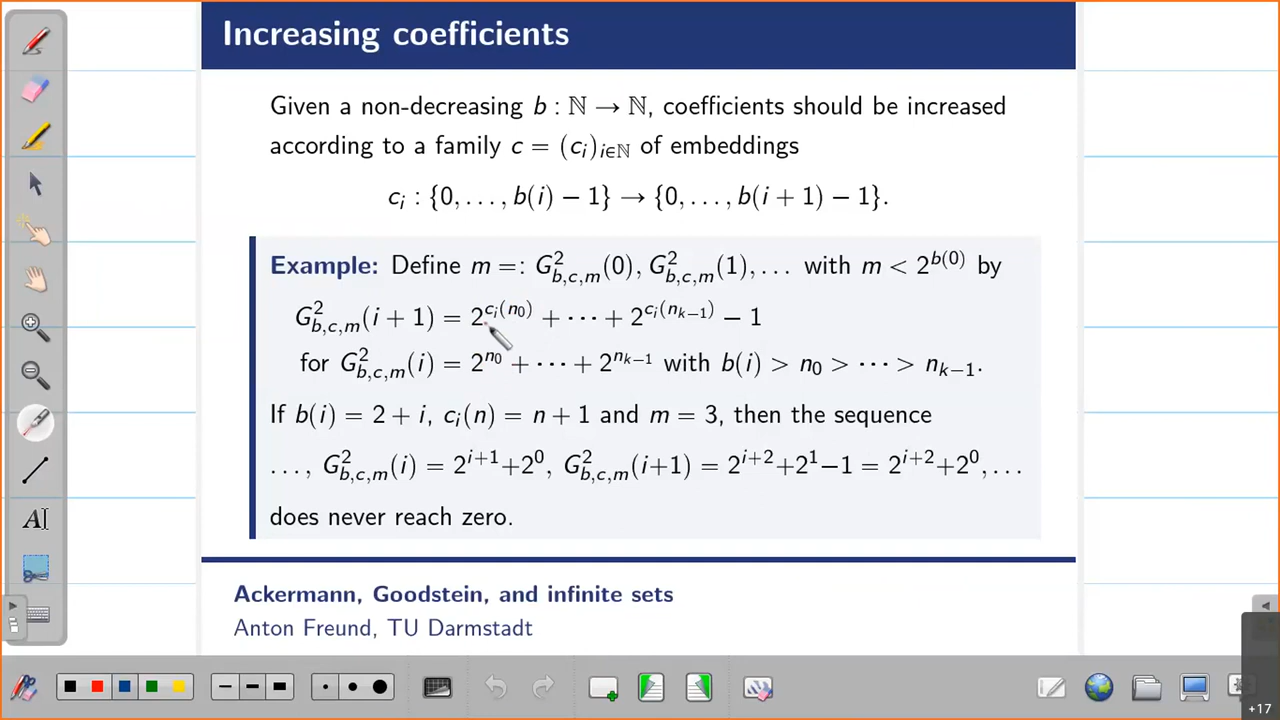 Increasing coefficients
Given a non-decreasing b : ℕ → ℕ, coefficients should be increased
according to a family c = (c_i)_{i∈ℕ} of embeddings
c_i : {0, …, b(i) − 1} → {0, …, b(i + 1) − 1}.
Example: Define m =: G^2_{b,c,m}(0), G^2_{b,c,m}(1), … with m < 2^{b(0)} by
G^2_{b,c,m}(i + 1) = 2^{c_i(n_0)} + ⋯ + 2^{c_i(n_{k−1})} − 1
for G^2_{b,c,m}(i) = 2^{n_0} + ⋯ + 2^{n_{k−1}} with b(i) > n_0 > ⋯ > n_{k−1}.
If b(i) = 2 + i, c_i(n) = n + 1 and m = 3, then the sequence
…, G^2_{b,c,m}(i) = 2^{i+1}+2^0, G^2_{b,c,m}(i+1) = 2^{i+2}+2^1−1 = 2^{i+2}+2^0, …
does never reach zero.
Ackermann, Goodstein, and infinite sets
Anton Freund, TU Darmstadt
A
+17